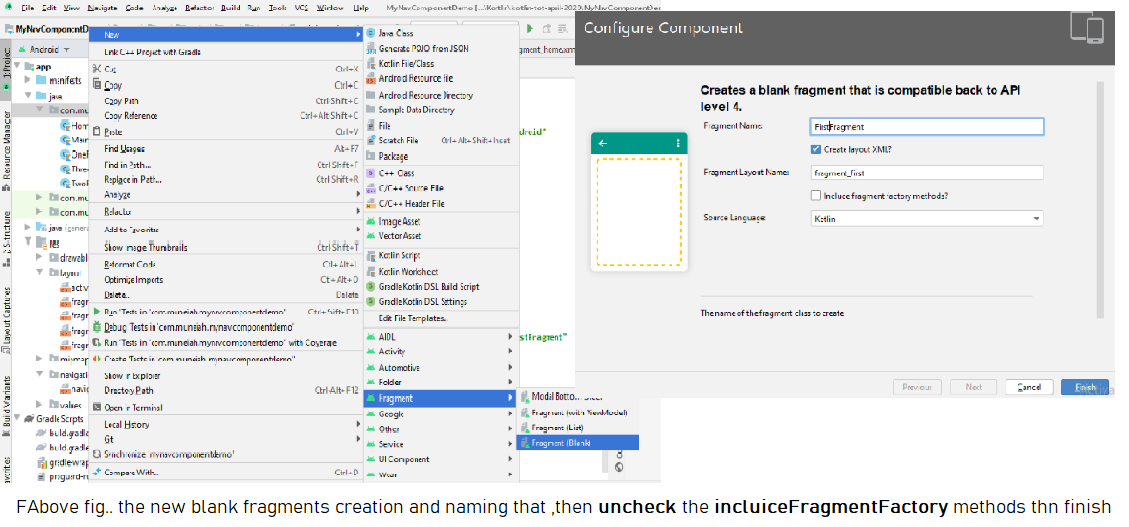 File Edit View Navigate Code Analyze Refactor Build Run Tools VCS Window Help MyNavComponentDemo
MyNavComponentD
Android
app
manifests
java
com.mu
Hom
Main
OneF
Three
TwoF
com.mu
com.mu
java (genera
res
drawabl
layout
activ
fragr
fragr
fragr
fragr
mipmap
navigati
navig
values
Gradle Scripts
build.gradle
build.gradle
gradle-wrap
proguard-r
1: Project
Resource Manager
Z: Structure
Layout Captures
Build Variants
avorites
New
Link C++ Project with Gradle
Cut Ctrl+X
Copy Ctrl+C
Copy Path Ctrl+Shift+C
Copy Reference Ctrl+Alt+Shift+C
Paste Ctrl+V
Find Usages Alt+F7
Find in Path... Ctrl+Shift+F
Replace in Path... Ctrl+Shift+R
Analyze
Refactor
Add to Favorites
Show Image Thumbnails Ctrl+Shift+T
Reformat Code Ctrl+Alt+L
Optimize Imports Ctrl+Alt+O
Delete... Delete
Run 'Tests in 'com.muneiah.mynavcomponentdemo'' Ctrl+Shift+F10
Debug 'Tests in 'com.muneiah.mynavcomponentdemo''
Run 'Tests in 'com.muneiah.mynavcomponentdemo'' with Coverage
Create 'Tests in 'com.muneiah.mynavcomponentdemo''...
Show in Explorer
Directory Path Ctrl+Alt+F12
Open in Terminal
Local History
Git
Synchronize 'mynavcomponentdemo'
Compare With... Ctrl+D
Java Class
Generate POJO from JSON
Kotlin File/Class
Android Resource File
Android Resource Directory
Sample Data Directory
File
Scratch File Ctrl+Alt+Shift+Insert
Package
C++ Class
C/C++ Source File
C/C++ Header File
Image Asset
Vector Asset
Kotlin Script
Kotlin Worksheet
Gradle Kotlin DSL Build Script
Gradle Kotlin DSL Settings
Edit File Templates...
AIDL
Activity
Automotive
Folder
Fragment
Google
Other
Service
UI Component
Wear
gment_home.xm
droid"
stFragment"
Modal Bottom Sheet
Fragment (with ViewModel)
Fragment (List)
Fragment (Blank)
Configure Component
Creates a blank fragment that is compatible back to API
level 4.
Fragment Name: FirstFragment
Create layout XML?
Fragment Layout Name: fragment_first
Include fragment factory methods?
Source Language: Kotlin
The name of the fragment class to create
Previous Next Cancel Finish
FAbove fig.. the new blank fragments creation and naming that ,then uncheck the incluiceFragmentFactory methods thn finish